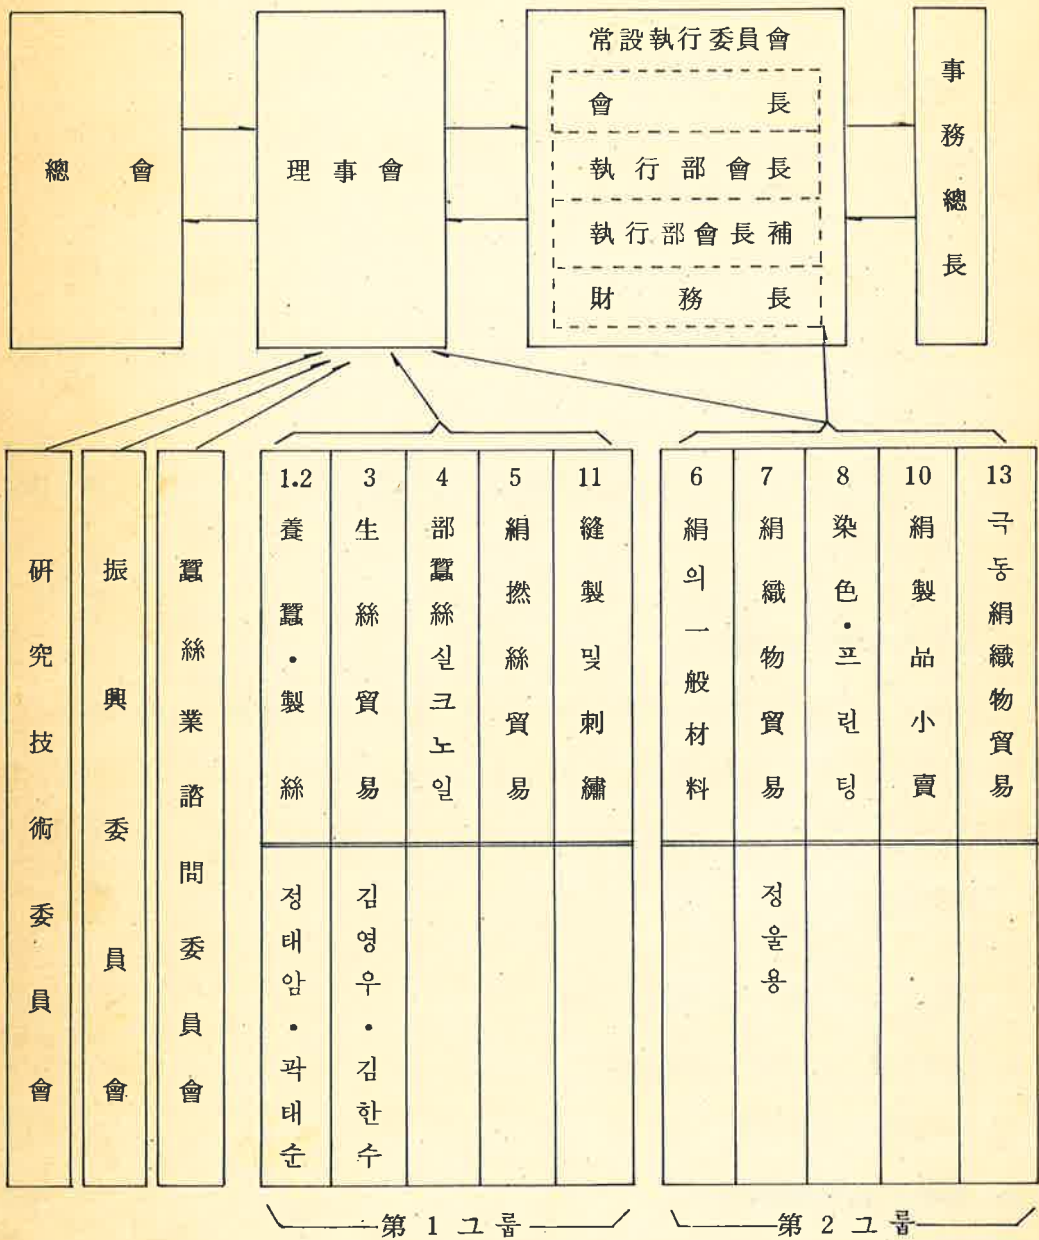 總會
理事會
常設執行委員會
會長
執行部會長
執行部會長補
財務長
事務總長
硏究技術委員會
振興委員會
蠶絲業諮問委員會
1.2
養蠶·製絲
정태암·곽태순
3
生絲貿易
김영우·김한수
4
部蠶絲실크노일
5
絹撚絲貿易
11
縫製및刺繡
6
絹의一般材料
7
絹織物貿易
정울용
8
染色·프린팅
10
絹製品小賣
13
극동絹織物貿易
第1그룹
第2그룹